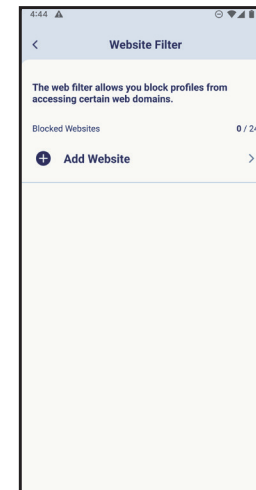 4:44
Website Filter
The web filter allows you block profiles from
accessing certain web domains.
Blocked Websites 0 / 24
Add Website